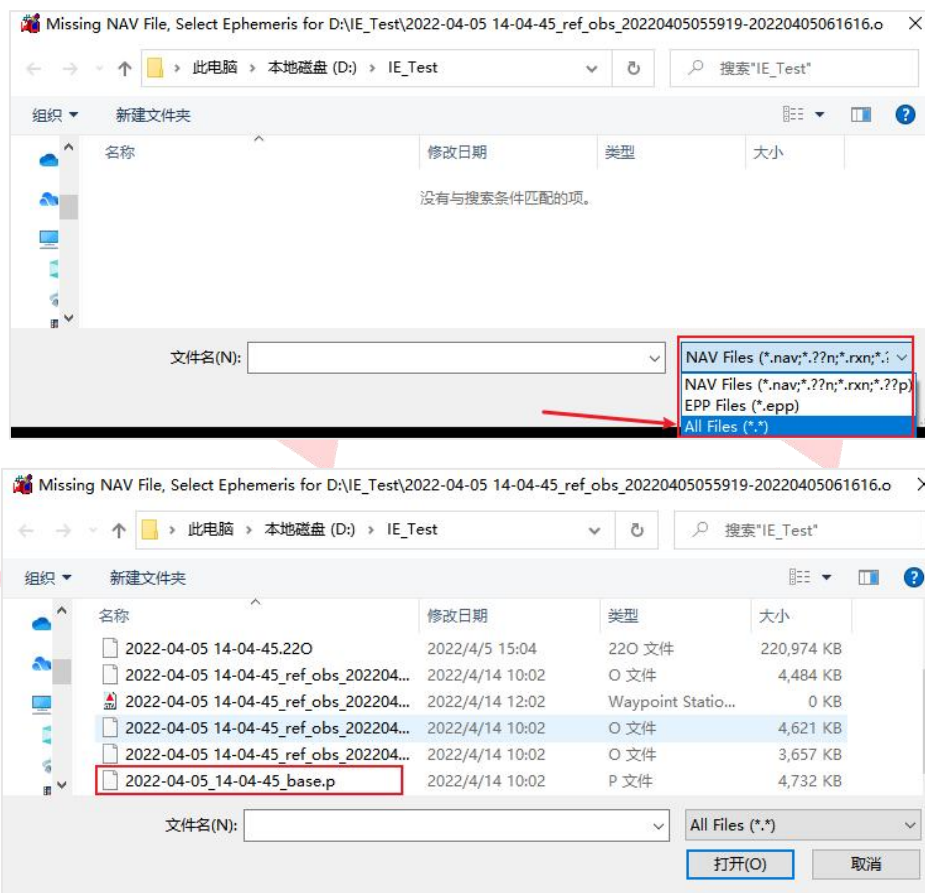 Missing NAV File, Select Ephemeris for D:\IE_Test\2022-04-05 14-04-45_ref_obs_20220405055919-20220405061616.o
此电脑 > 本地磁盘 (D:) > IE_Test
搜索"IE_Test"
组织 新建文件夹
名称 修改日期 类型 大小
没有与搜索条件匹配的项。
文件名(N):
NAV Files (*.nav;*.??n;*.rxn;*.?
NAV Files (*.nav;*.??n;*.rxn;*.??p)
EPP Files (*.epp)
All Files (*.*)
Missing NAV File, Select Ephemeris for D:\IE_Test\2022-04-05 14-04-45_ref_obs_20220405055919-20220405061616.o
此电脑 > 本地磁盘 (D:) > IE_Test
搜索"IE_Test"
组织 新建文件夹
名称 修改日期 类型 大小
2022-04-05 14-04-45.22O 2022/4/5 15:04 22O 文件 220,974 KB
2022-04-05 14-04-45_ref_obs_202204... 2022/4/14 10:02 O 文件 4,484 KB
2022-04-05 14-04-45_ref_obs_202204... 2022/4/14 12:02 Waypoint Statio... 0 KB
2022-04-05 14-04-45_ref_obs_202204... 2022/4/14 10:02 O 文件 4,621 KB
2022-04-05 14-04-45_ref_obs_202204... 2022/4/14 10:02 O 文件 3,657 KB
2022-04-05_14-04-45_base.p 2022/4/14 10:02 P 文件 4,732 KB
文件名(N):
All Files (*.*)
打开(O) 取消